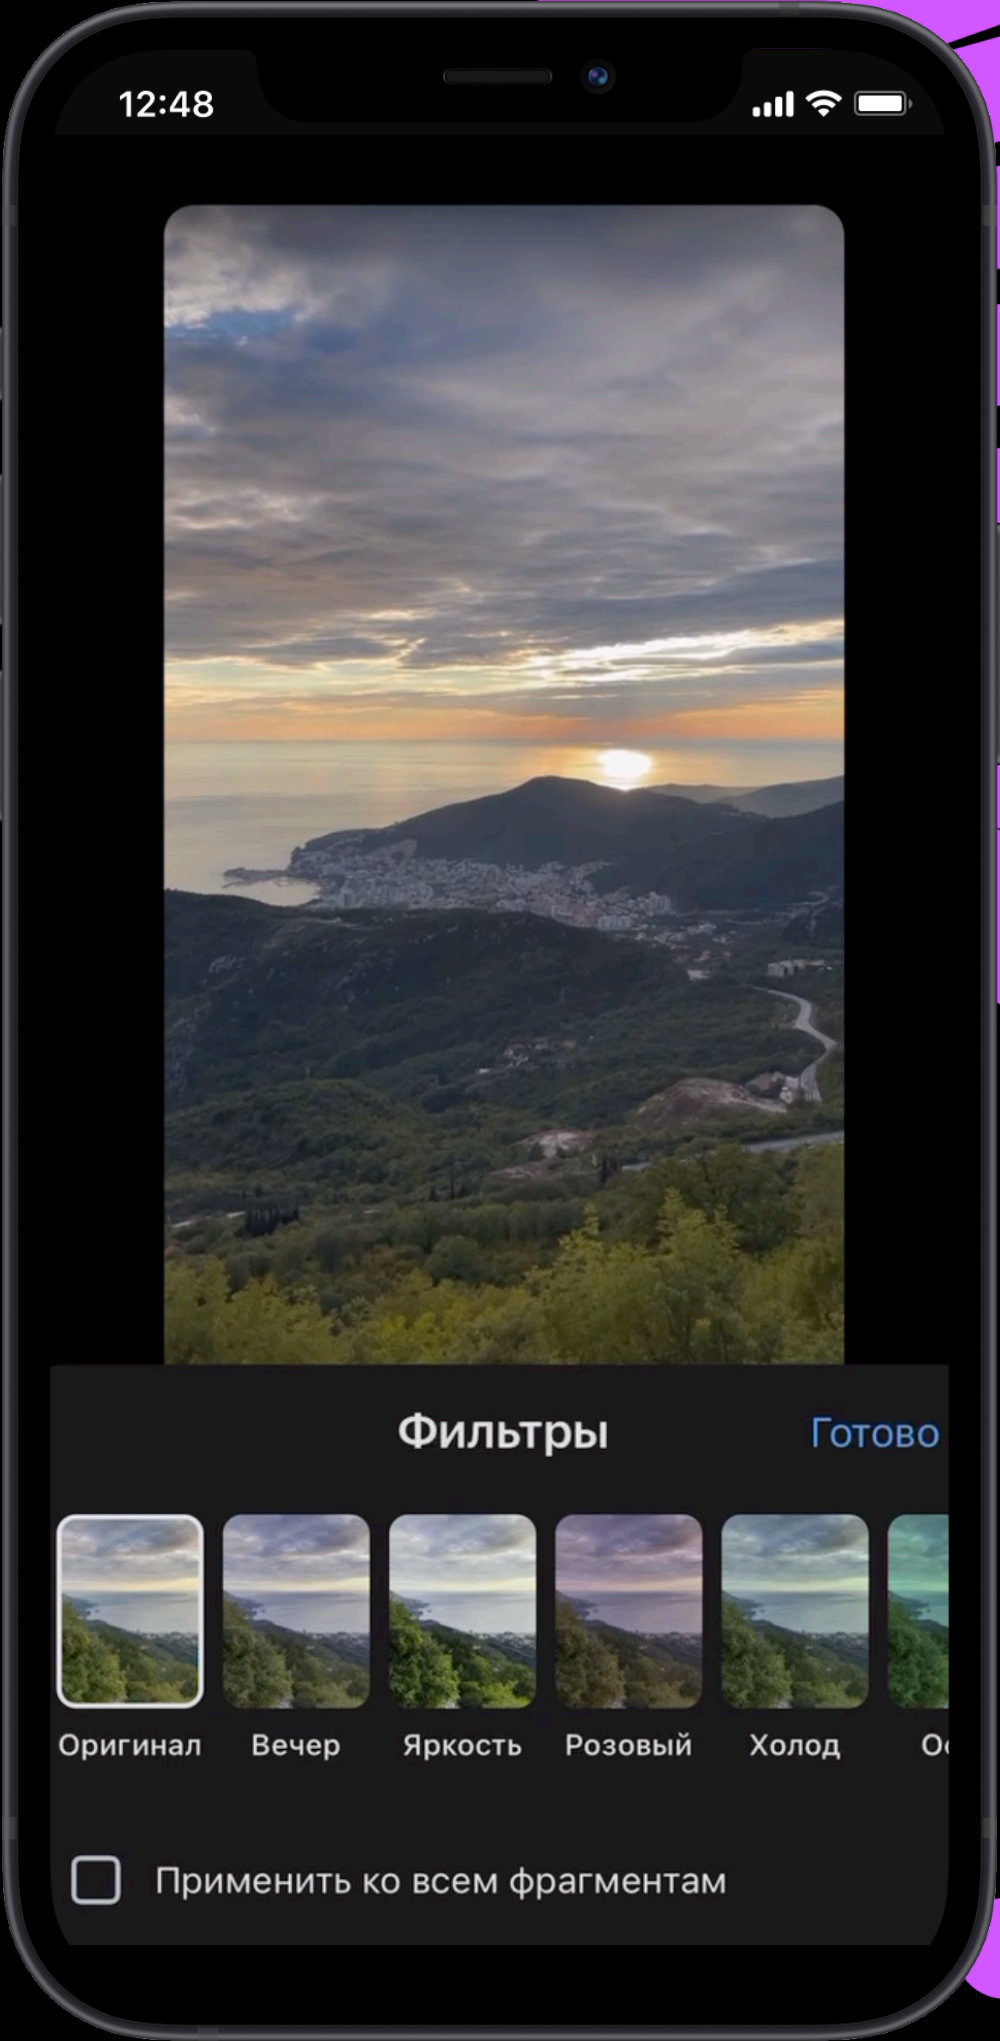 12:48
Фильтры
Готово
Оригинал
Вечер
Яркость
Розовый
Холод
Применить ко всем фрагментам